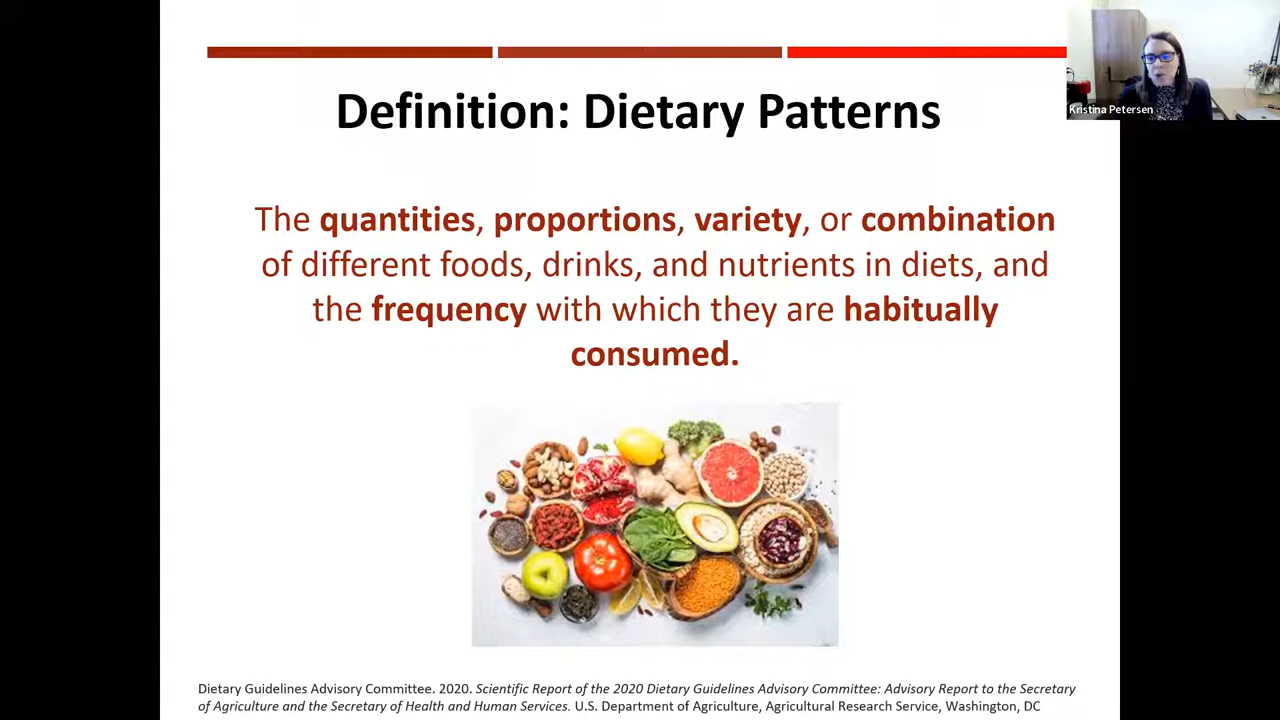 Definition: Dietary Patterns
Kristina Petersen
The quantities, proportions, variety, or combination
of different foods, drinks, and nutrients in diets, and
the frequency with which they are habitually
consumed.
Dietary Guidelines Advisory Committee. 2020. Scientific Report of the 2020 Dietary Guidelines Advisory Committee: Advisory Report to the Secretary
of Agriculture and the Secretary of Health and Human Services. U.S. Department of Agriculture, Agricultural Research Service, Washington, DC